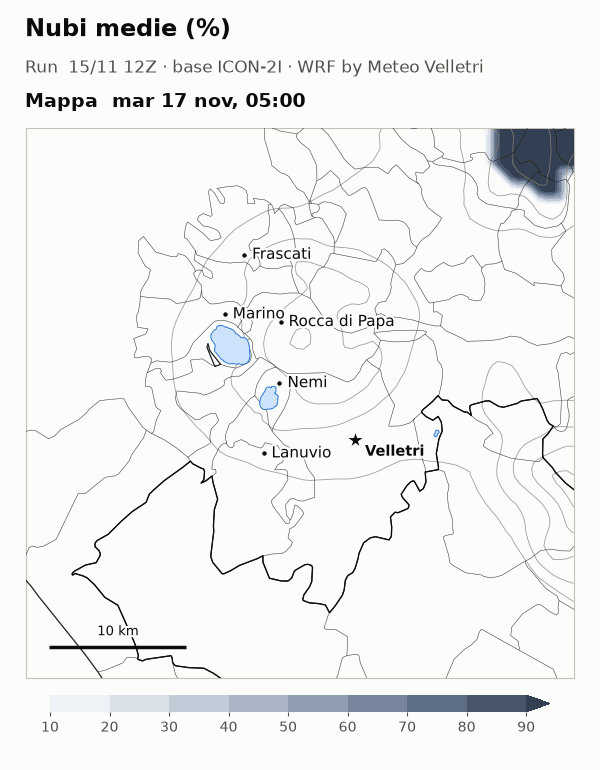 Nubi medie (%)
Run  15/11 12Z · base ICON-2I · WRF by Meteo Velletri
Mappa  mar 17 nov, 05:00
Frascati
Marino
Rocca di Papa
Nemi
Velletri
Lanuvio
10 km
10 20 30 40 50 60 70 80 90